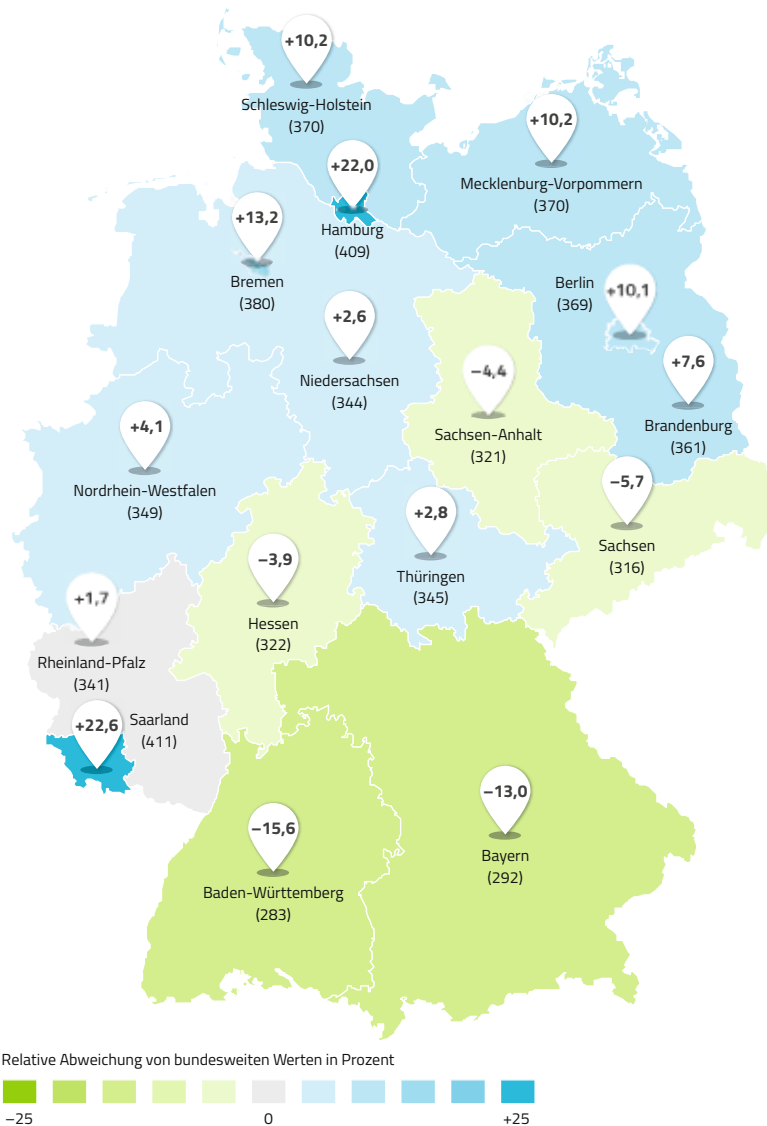 +10,2
Schleswig-Holstein
(370)
+10,2
Mecklenburg-Vorpommern
(370)
+22,0
Hamburg
(409)
+13,2
Bremen
(380)
Berlin
(369)
+10,1
+2,6
Niedersachsen
(344)
+7,6
Brandenburg
(361)
−4,4
Sachsen-Anhalt
(321)
+4,1
Nordrhein-Westfalen
(349)
−5,7
Sachsen
(316)
+2,8
Thüringen
(345)
−3,9
Hessen
(322)
+1,7
Rheinland-Pfalz
(341)
+22,6
Saarland
(411)
−13,0
Bayern
(292)
−15,6
Baden-Württemberg
(283)
Relative Abweichung von bundesweiten Werten in Prozent
−25
0
+25